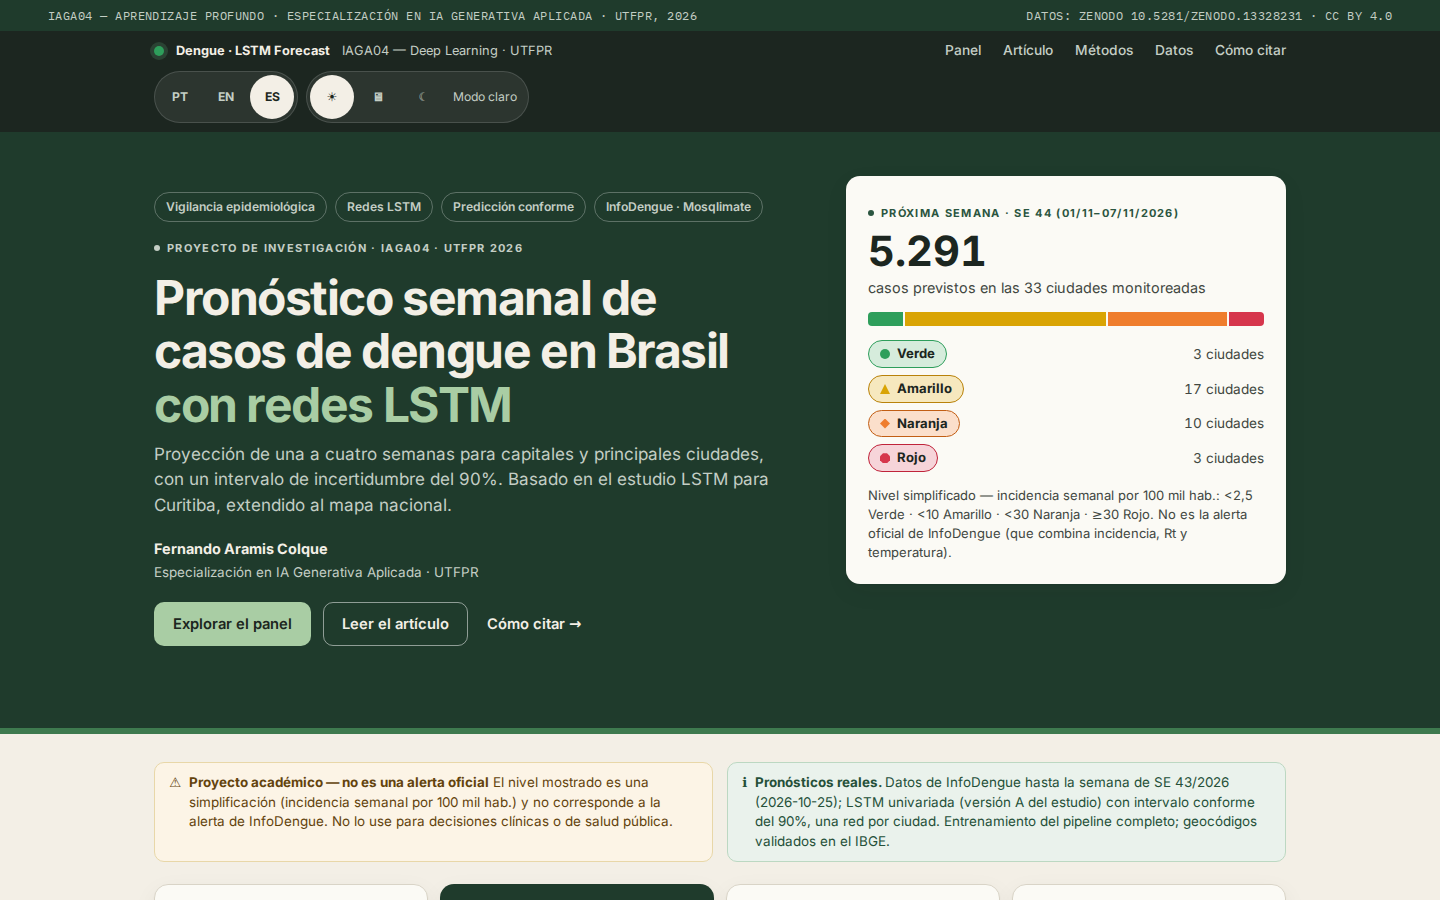 IAGA04 — APRENDIZAJE PROFUNDO · ESPECIALIZACIÓN EN IA GENERATIVA APLICADA · UTFPR, 2026
DATOS: ZENODO 10.5281/ZENODO.13328231 · CC BY 4.0
Dengue · LSTM Forecast IAGA04 — Deep Learning · UTFPR
Panel Artículo Métodos Datos Cómo citar
PT EN ES Modo claro
Vigilancia epidemiológica Redes LSTM Predicción conforme InfoDengue · Mosqlimate
PROYECTO DE INVESTIGACIÓN · IAGA04 · UTFPR 2026
Pronóstico semanal de
casos de dengue en Brasil
con redes LSTM
Proyección de una a cuatro semanas para capitales y principales ciudades,
con un intervalo de incertidumbre del 90%. Basado en el estudio LSTM para
Curitiba, extendido al mapa nacional.
Fernando Aramis Colque
Especialización en IA Generativa Aplicada · UTFPR
Explorar el panel Leer el artículo Cómo citar →
PRÓXIMA SEMANA · SE 44 (01/11–07/11/2026)
5.291
casos previstos en las 33 ciudades monitoreadas
Verde 3 ciudades
Amarillo 17 ciudades
Naranja 10 ciudades
Rojo 3 ciudades
Nivel simplificado — incidencia semanal por 100 mil hab.: <2,5
Verde · <10 Amarillo · <30 Naranja · ≥30 Rojo. No es la alerta
oficial de InfoDengue (que combina incidencia, Rt y
temperatura).
⚠ Proyecto académico — no es una alerta oficial El nivel mostrado es una
simplificación (incidencia semanal por 100 mil hab.) y no corresponde a la
alerta de InfoDengue. No lo use para decisiones clínicas o de salud pública.
ℹ Pronósticos reales. Datos de InfoDengue hasta la semana de SE 43/2026
(2026-10-25); LSTM univariada (versión A del estudio) con intervalo conforme
del 90%, una red por ciudad. Entrenamiento del pipeline completo; geocódigos
validados en el IBGE.